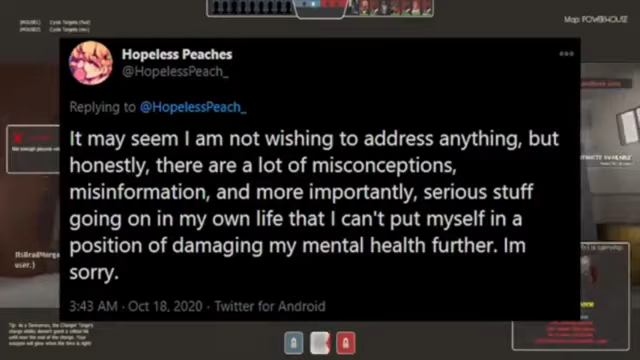 Map: POWERHOUSE
Hopeless Peaches
@HopelessPeach_
Replying to @HopelessPeach_
It may seem I am not wishing to address anything, but
honestly, there are a lot of misconceptions,
misinformation, and more importantly, serious stuff
going on in my own life that I can't put myself in a
position of damaging my mental health further. Im
sorry.
3:43 AM · Oct 18, 2020 · Twitter for Android
user.)